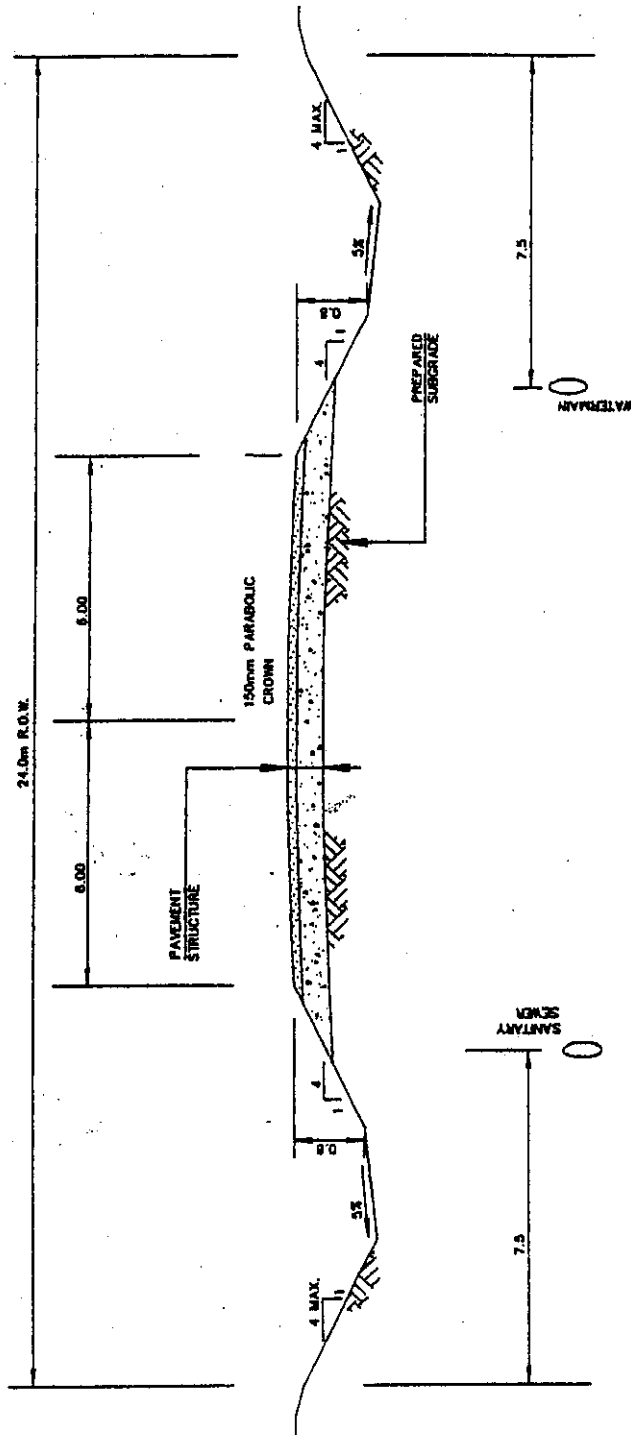 24.0m R.O.W.
6.00
6.00
150mm PARABOLIC
CROWN
PAVEMENT
STRUCTURE
4 MAX.
1
5%
0.8
4
1
4
1
0.8
5%
4 MAX.
1
PREPARED
SUBGRADE
7.5
SANITARY
SEWER
7.5
WATERMAIN